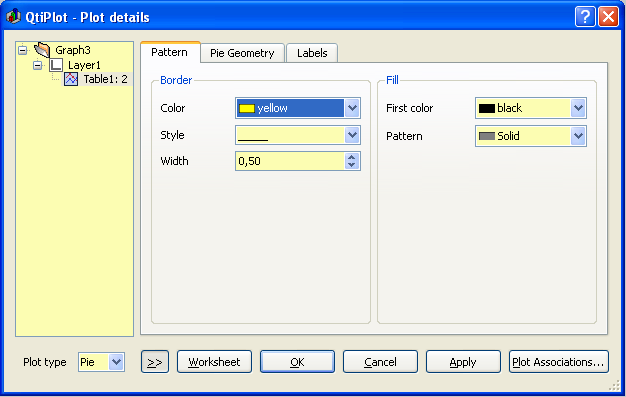 QtiPlot - Plot details
Graph3
Layer1
Table1: 2
Pattern Pie Geometry Labels
Border
Color yellow
Style
Width 0,50
Fill
First color black
Pattern Solid
Plot type Pie >> Worksheet OK Cancel Apply Plot Associations...